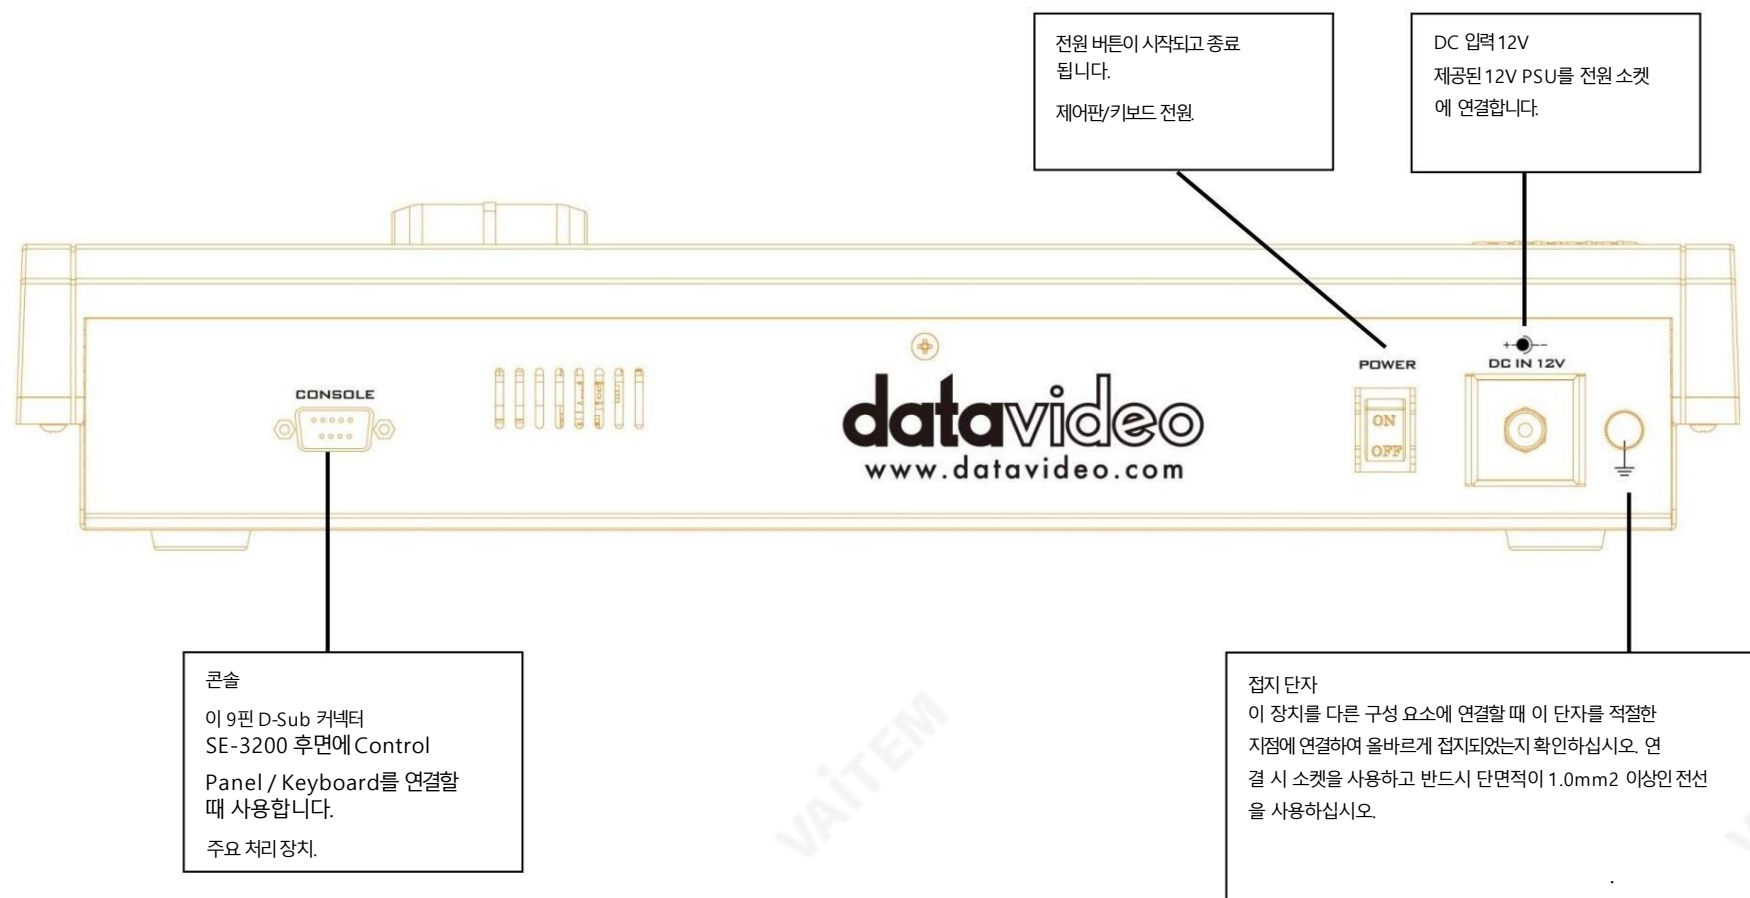 전원 버튼이 시작되고 종료
됩니다.
제어판/키보드 전원.
DC 입력 12V
제공된 12V PSU를 전원 소켓
에 연결합니다.
CONSOLE
datavideo
www.datavideo.com
POWER
ON
OFF
+ -
DC IN 12V
콘솔
이 9핀 D-Sub 커넥터
SE-3200 후면에 Control
Panel / Keyboard를 연결할
때 사용합니다.
주요 처리 장치.
접지 단자
이 장치를 다른 구성 요소에 연결할 때 이 단자를 적절한
지점에 연결하여 올바르게 접지되었는지 확인하십시오. 연
결 시 소켓을 사용하고 반드시 단면적이 1.0mm2 이상인 전선
을 사용하십시오.
.
VAiTEM